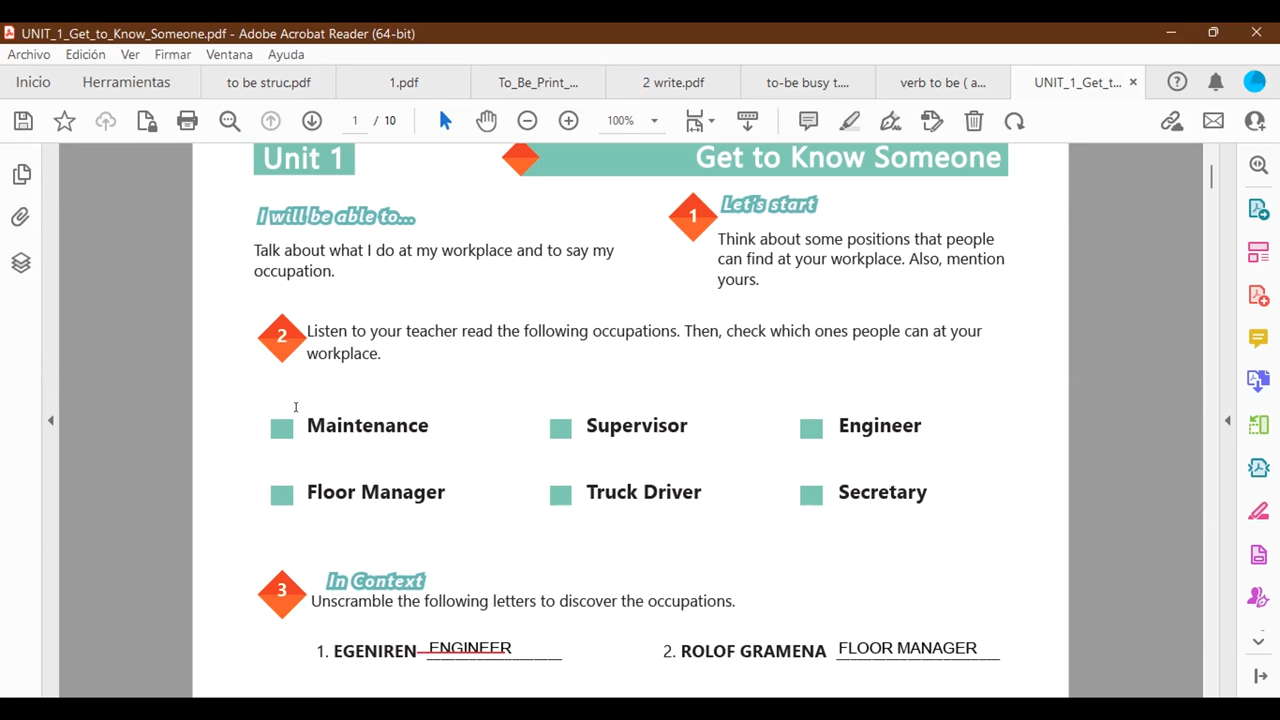 UNIT_1_Get_to_Know_Someone.pdf - Adobe Acrobat Reader (64-bit)
Archivo Edición Ver Firmar Ventana Ayuda
Inicio Herramientas to be struc.pdf 1.pdf To_Be_Print_... 2 write.pdf to-be busy t.... verb to be ( a... UNIT_1_Get_t...
1 / 10 100%
Unit 1 Get to Know Someone
I will be able to...
Talk about what I do at my workplace and to say my
occupation.
1 Let's start
Think about some positions that people
can find at your workplace. Also, mention
yours.
2 Listen to your teacher read the following occupations. Then, check which ones people can at your
workplace.
Maintenance Supervisor Engineer
Floor Manager Truck Driver Secretary
3 In Context
Unscramble the following letters to discover the occupations.
1. EGENIREN ENGINEER 2. ROLOF GRAMENA FLOOR MANAGER